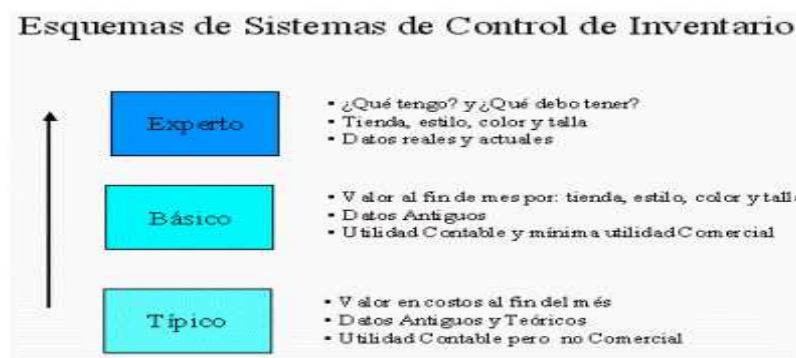 Esquemas de Sistemas de Control de Inventario
Experto
▪ ¿Qué tengo? y ¿Qué debo tener?
▪ Tienda, estilo, color y talla
▪ Datos reales y actuales
Básico
▪ Valor al fin de mes por: tienda, estilo, color y talla
▪ Datos Antiguos
▪ Utilidad Contable y mínima utilidad Comercial
Típico
▪ Valor en costos al fin del més
▪ Datos Antiguos y Teóricos
▪ Utilidad Contable pero no Comercial